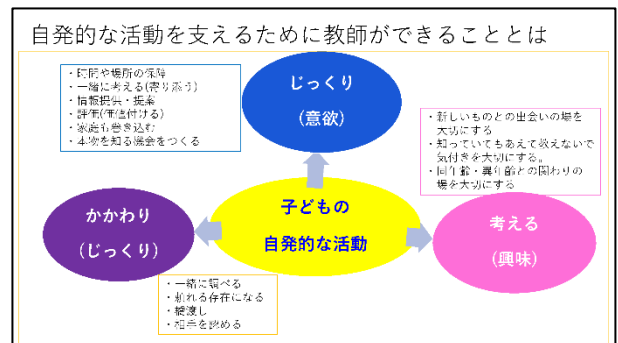 自発的な活動を支えるために教師ができることとは
・時間や場所の保障
・一緒に考える(寄り添う)
・情報提供・提案
・評価(価値付ける)
・家庭も巻き込む
・本物を知る機会をつくる
じっくり
(意欲)
・新しいものとの出会いの場を
大切にする
・知っていてもあえて教えないで
気付きを大切にする。
・同年齢・異年齢との関わりの
場を大切にする
かかわり
(じっくり)
子どもの
自発的な活動
考える
(興味)
・一緒に調べる
・頼れる存在になる
・橋渡し
・相手を認める